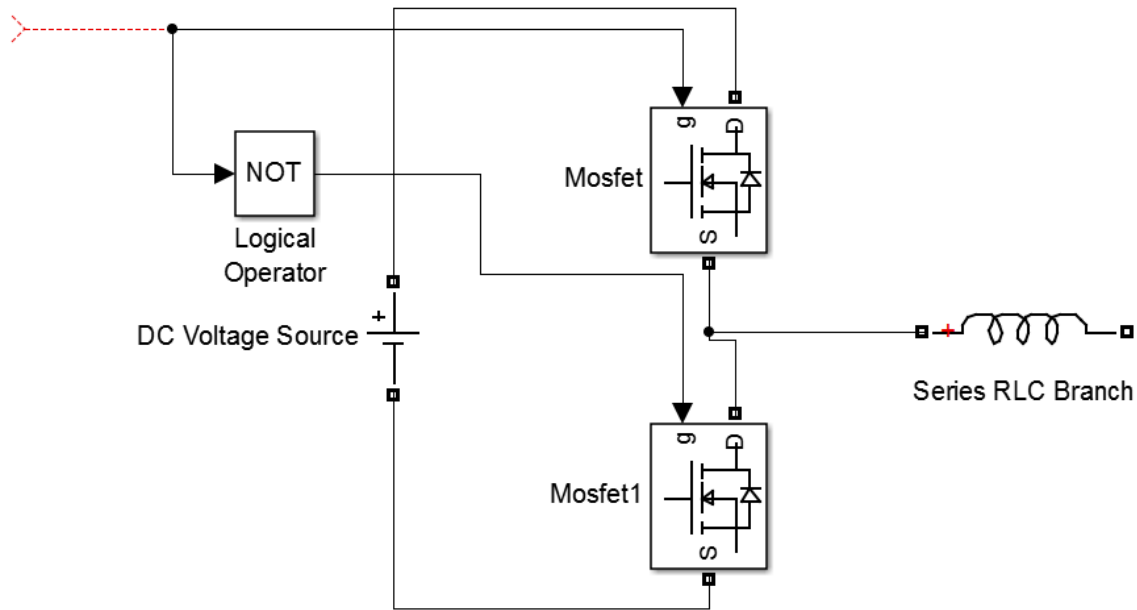 g
D
Mosfet
S
NOT
Logical
Operator
+
DC Voltage Source
+
Series RLC Branch
g
D
Mosfet1
S